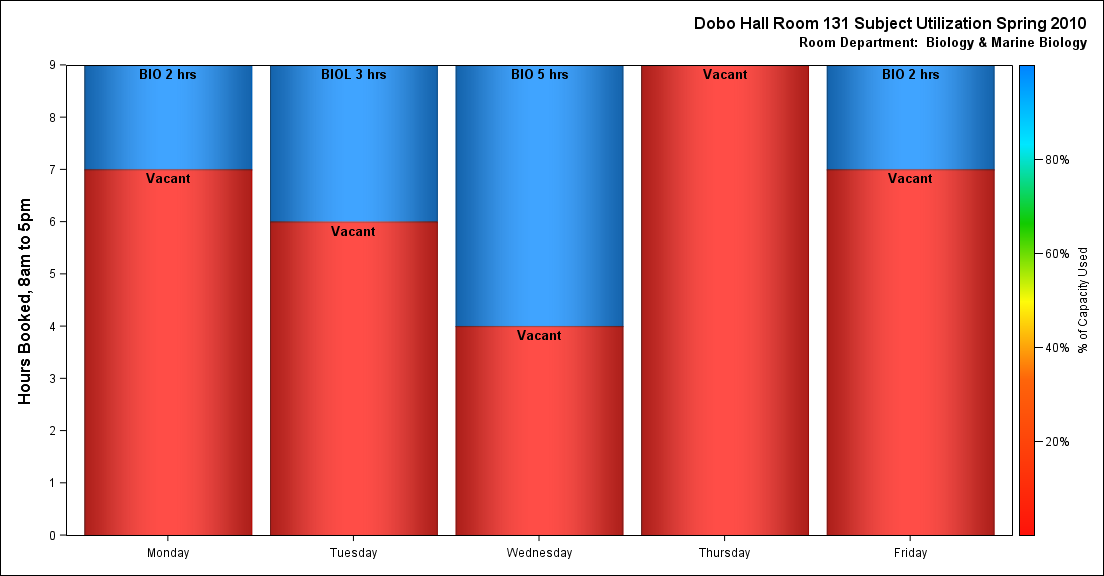 Dobo Hall Room 131 Subject Utilization Spring 2010
Room Department:  Biology & Marine Biology
Hours Booked, 8am to 5pm
9
8
7
6
5
4
3
2
1
0
BIO 2 hrs
Vacant
BIOL 3 hrs
Vacant
BIO 5 hrs
Vacant
Vacant
BIO 2 hrs
Vacant
Monday
Tuesday
Wednesday
Thursday
Friday
80%
60%
40%
20%
% of Capacity Used